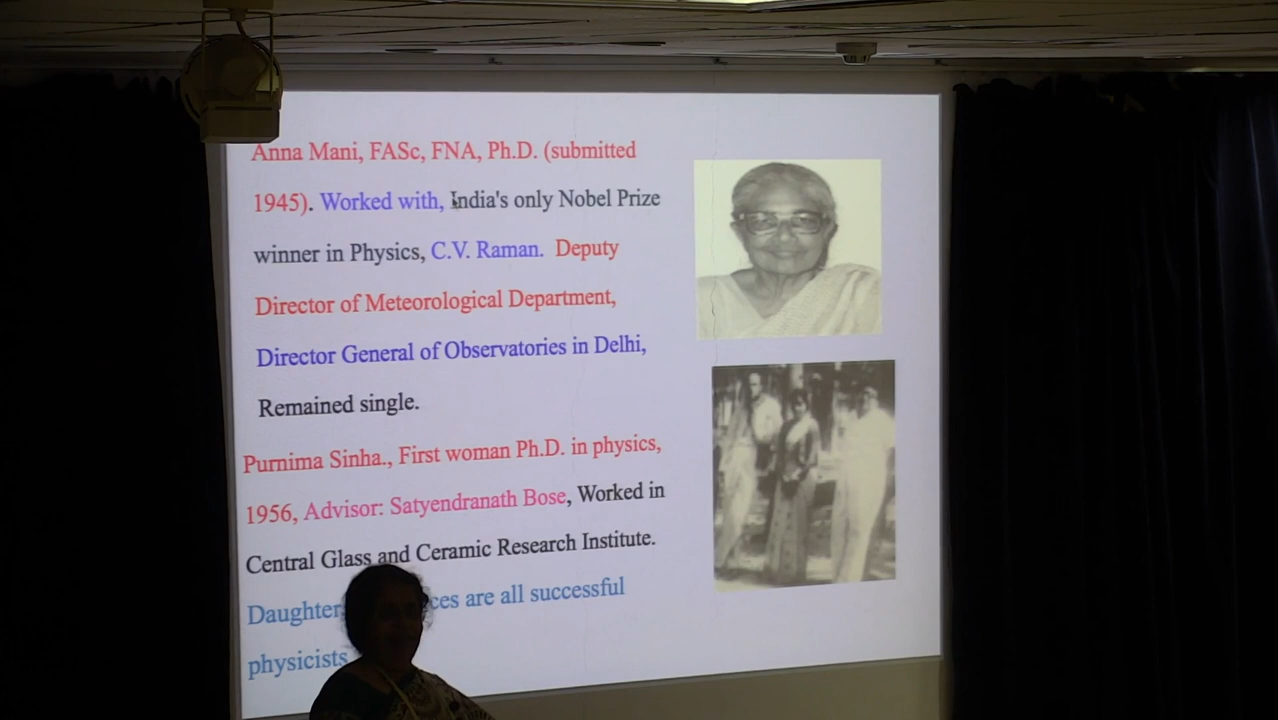 Anna Mani, FASc, FNA, Ph.D. (submitted
1945). Worked with, India's only Nobel Prize
winner in Physics, C.V. Raman. Deputy
Director of Meteorological Department,
Director General of Observatories in Delhi,
Remained single.
Purnima Sinha., First woman Ph.D. in physics,
1956, Advisor: Satyendranath Bose, Worked in
Central Glass and Ceramic Research Institute.
are all successful
physicists